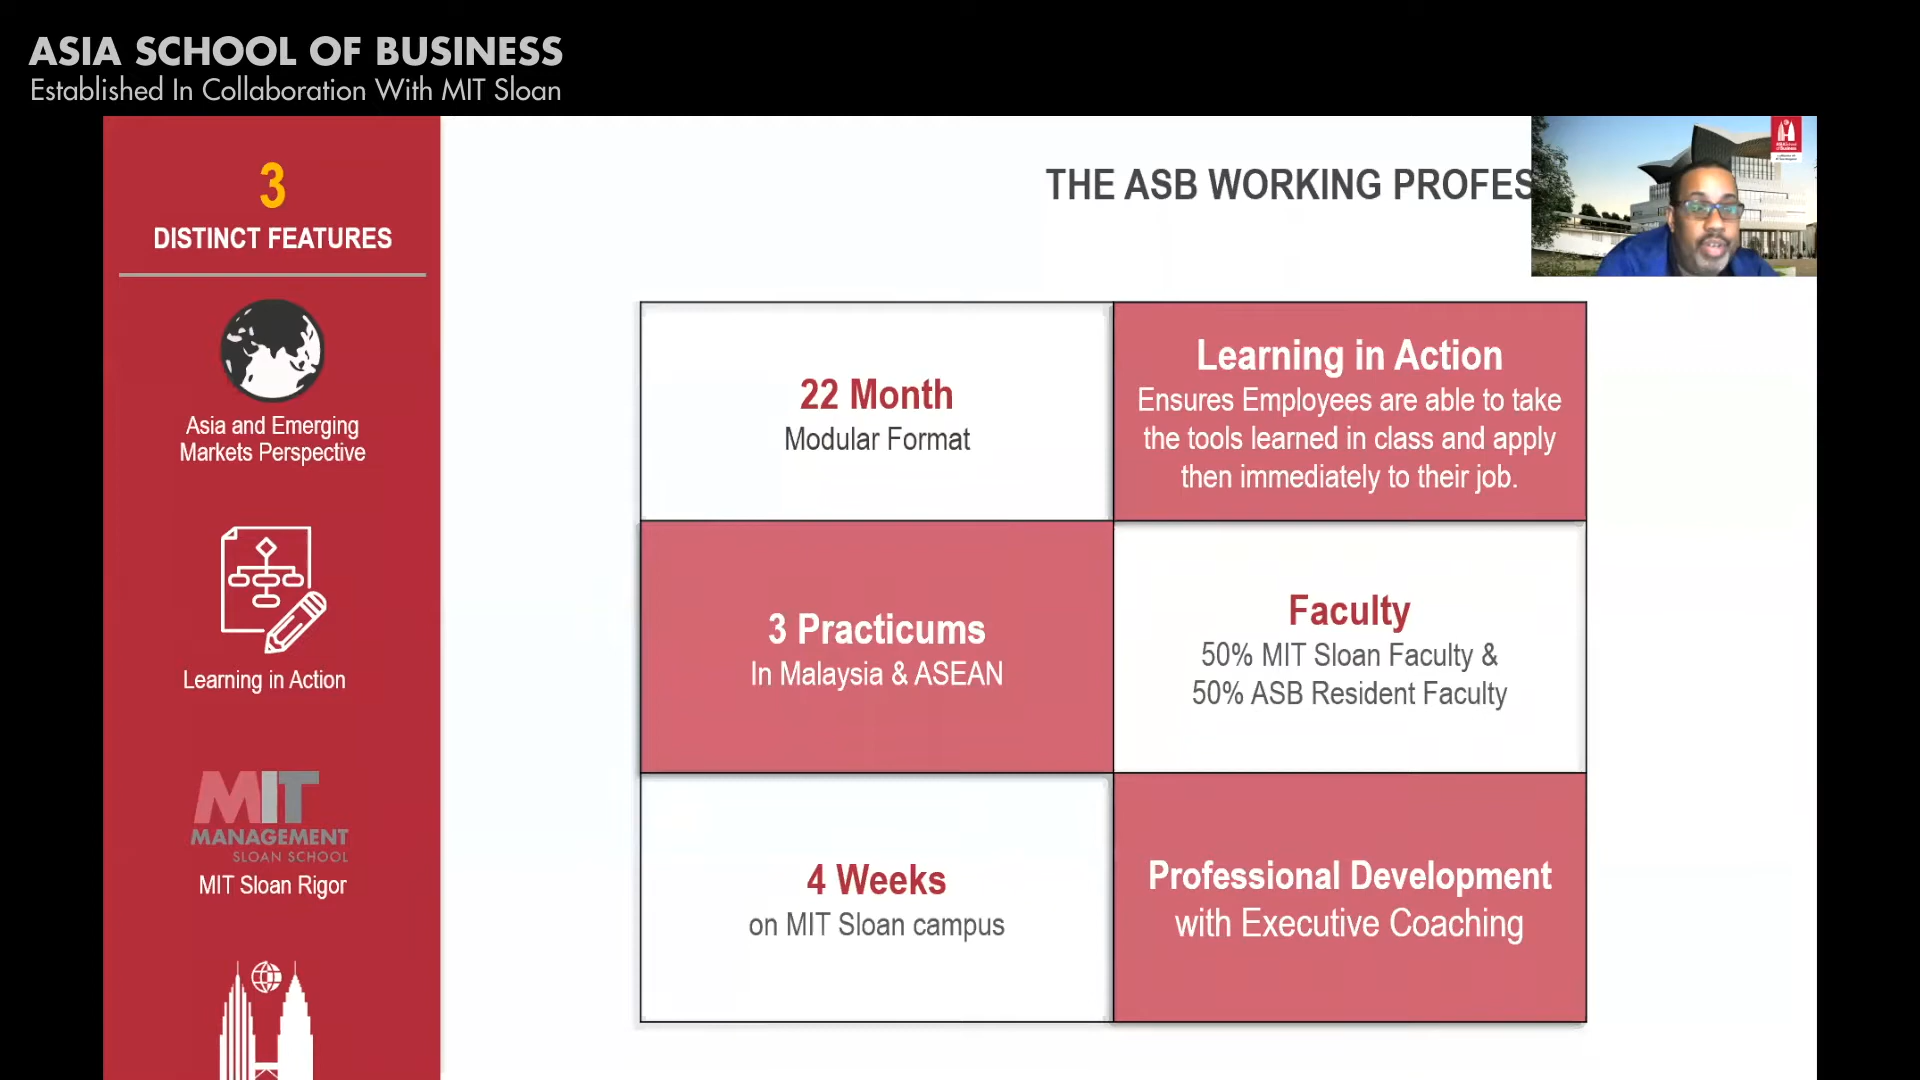 ASIA SCHOOL OF BUSINESS
Established In Collaboration With MIT Sloan
3
DISTINCT FEATURES
Asia and Emerging
Markets Perspective
Learning in Action
MIT
MANAGEMENT
SLOAN SCHOOL
MIT Sloan Rigor
THE ASB WORKING PROFES
22 Month
Modular Format
Learning in Action
Ensures Employees are able to take
the tools learned in class and apply
then immediately to their job.
3 Practicums
In Malaysia & ASEAN
Faculty
50% MIT Sloan Faculty &
50% ASB Resident Faculty
4 Weeks
on MIT Sloan campus
Professional Development
with Executive Coaching